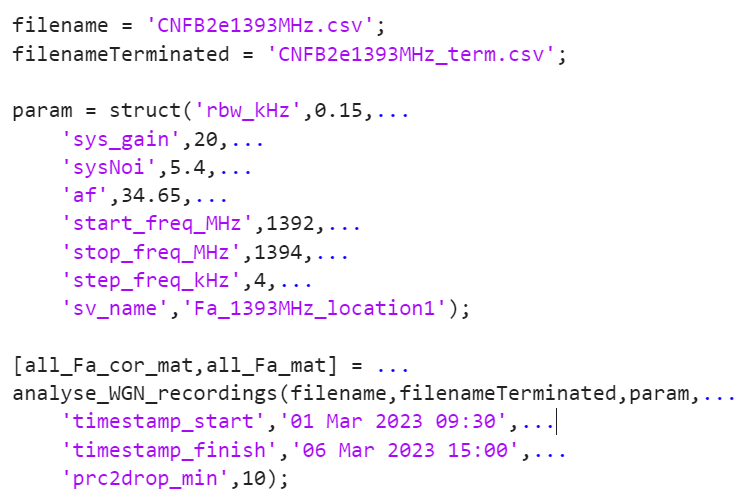 filename = 'CNFB2e1393MHz.csv';
filenameTerminated = 'CNFB2e1393MHz_term.csv';
param = struct('rbw_kHz',0.15,...
'sys_gain',20,...
'sysNoi',5.4,...
'af',34.65,...
'start_freq_MHz',1392,...
'stop_freq_MHz',1394,...
'step_freq_kHz',4,...
'sv_name','Fa_1393MHz_location1');
[all_Fa_cor_mat,all_Fa_mat] = ...
analyse_WGN_recordings(filename,filenameTerminated,param,...
'timestamp_start','01 Mar 2023 09:30',...
'timestamp_finish','06 Mar 2023 15:00',...
'prc2drop_min',10);